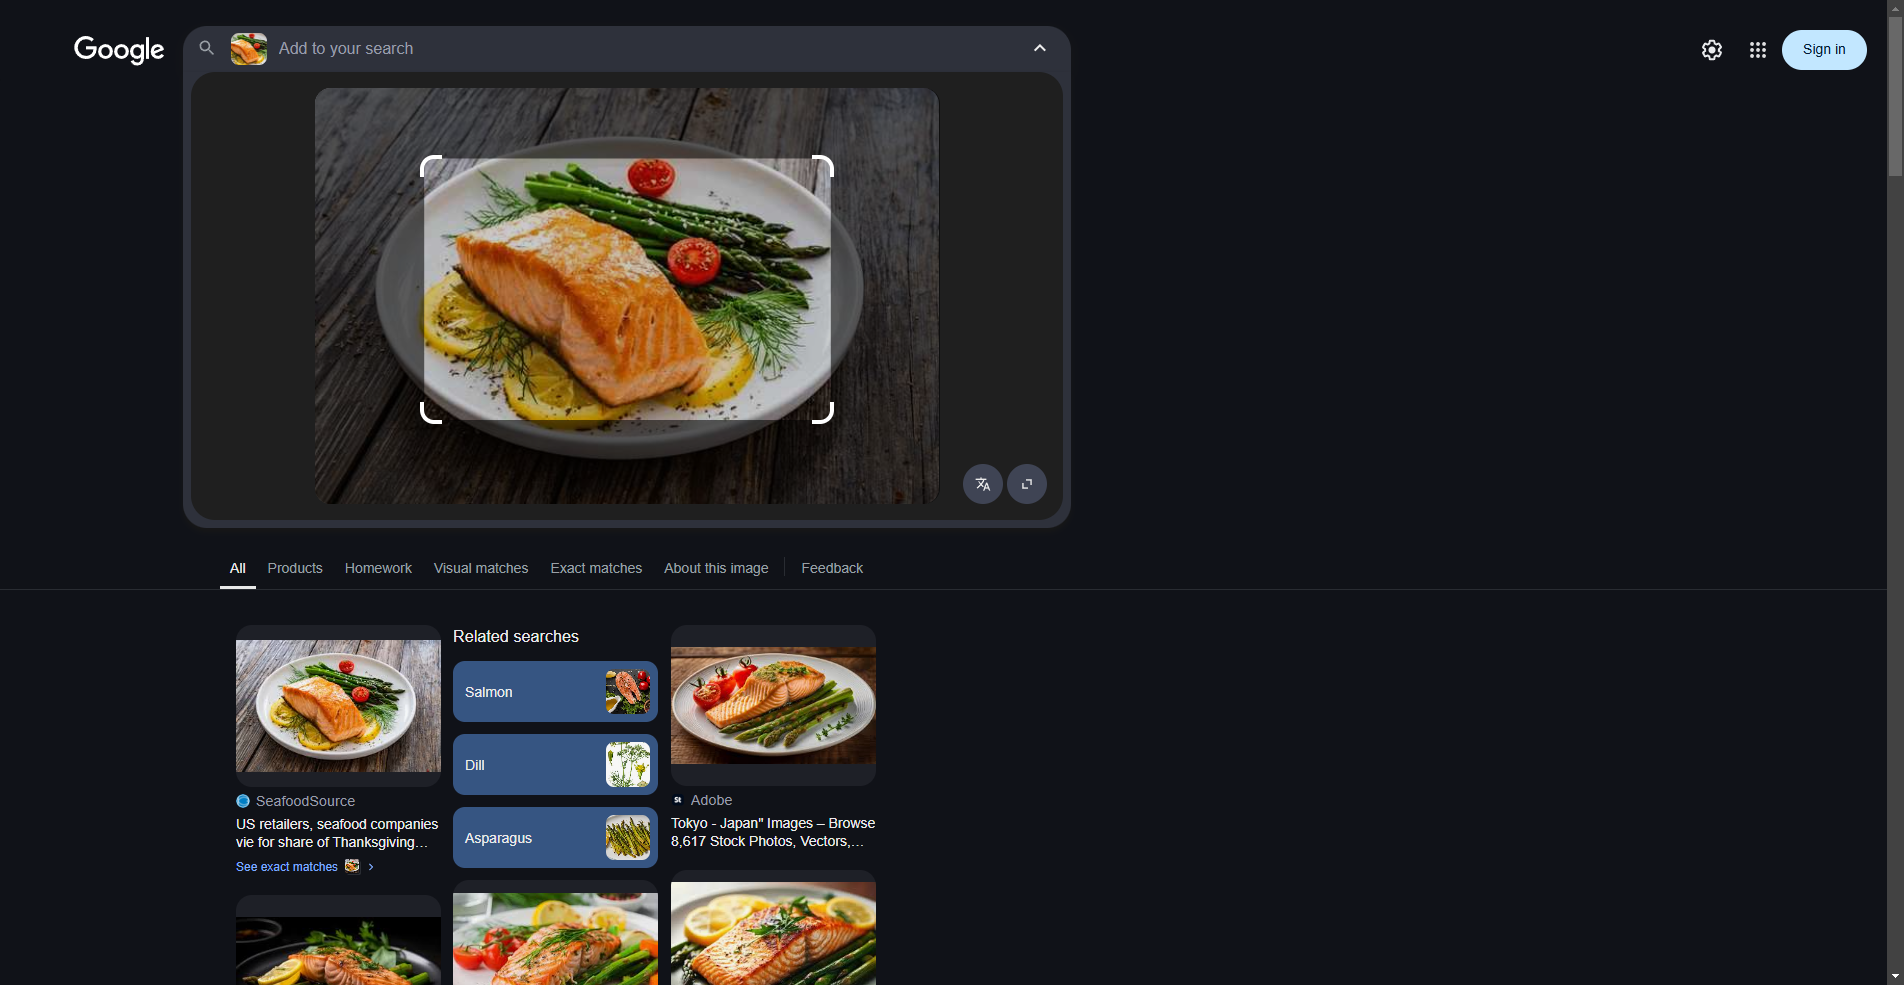 Google
Add to your search
Sign in
All
Products
Homework
Visual matches
Exact matches
About this image
Feedback
SeafoodSource
US retailers, seafood companies
vie for share of Thanksgiving…
See exact matches
Related searches
Salmon
Dill
Asparagus
St Adobe
Tokyo - Japan" Images – Browse
8,617 Stock Photos, Vectors,…